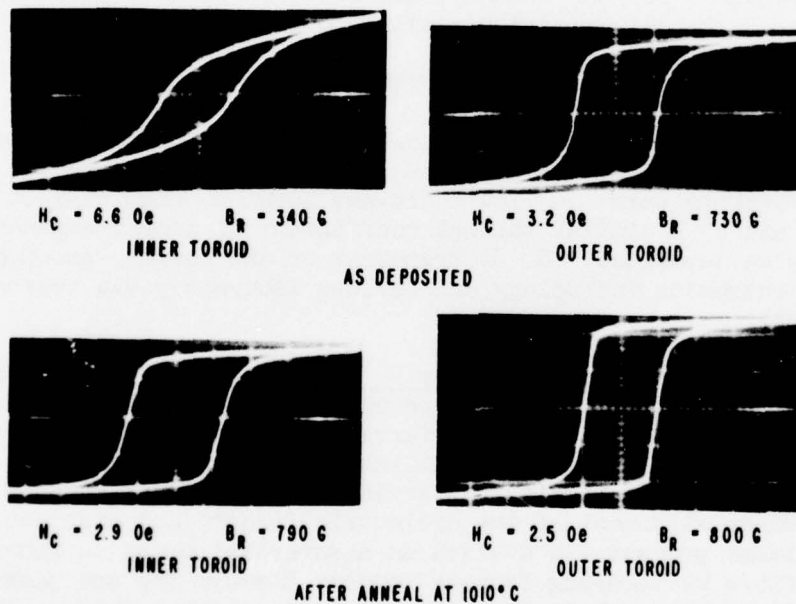 H_C = 6.6 Oe B_R = 340 G
INNER TOROID
H_C = 3.2 Oe B_R = 730 G
OUTER TOROID
AS DEPOSITED
H_C = 2.9 Oe B_R = 790 G
INNER TOROID
H_C = 2.5 Oe B_R = 800 G
OUTER TOROID
AFTER ANNEAL AT 1010°C